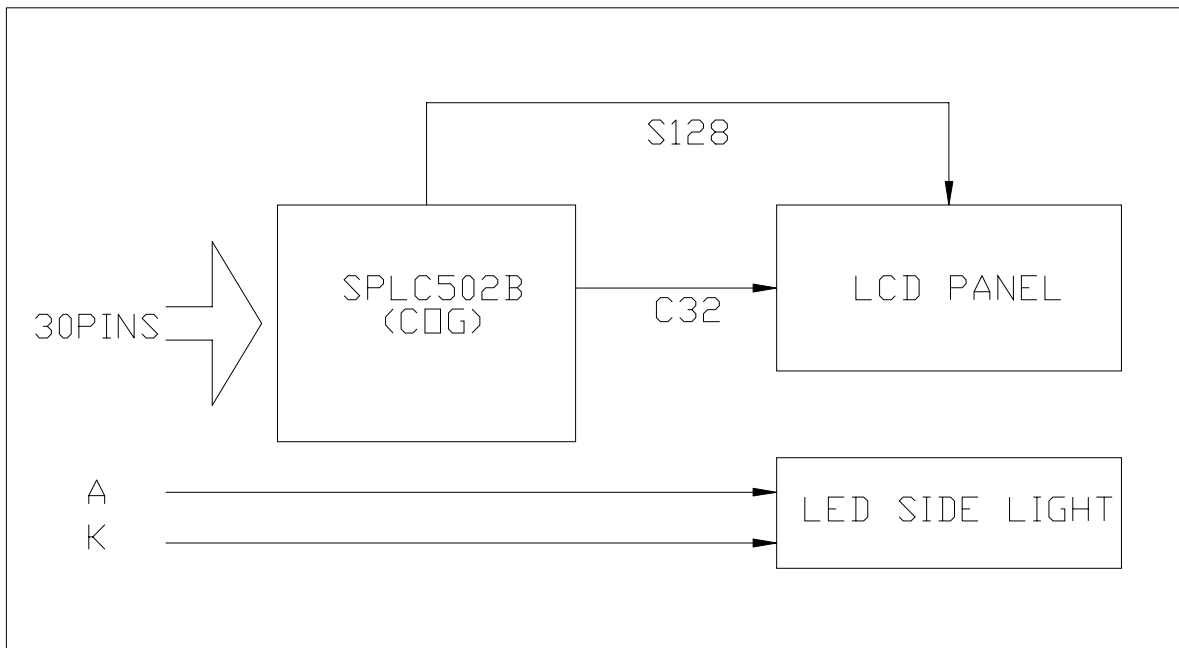 S128
SPLC502B
(COG)
LCD PANEL
C32
30PINS
A
LED SIDE LIGHT
K